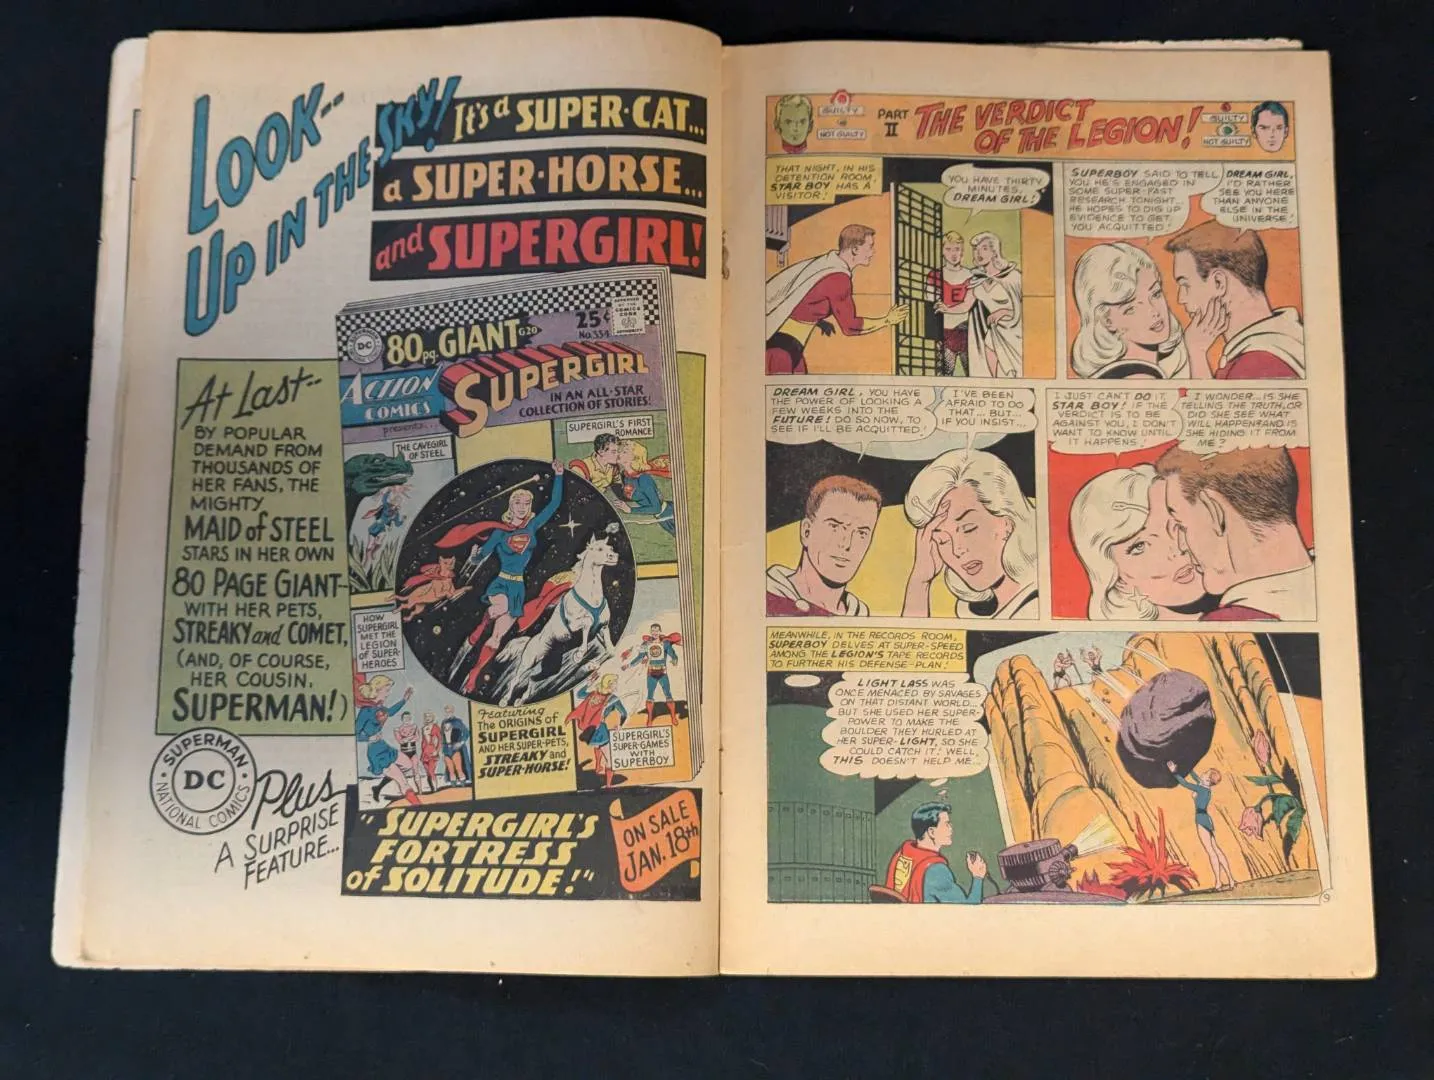 LOOK--
UP IN THE SKY!
It's a SUPER-CAT...
a SUPER-HORSE...
and SUPERGIRL!
At Last--
BY POPULAR
DEMAND FROM
THOUSANDS OF
HER FANS, THE
MIGHTY
MAID of STEEL
STARS IN HER OWN
80 PAGE GIANT--
WITH HER PETS,
STREAKY and COMET,
(AND, OF COURSE,
HER COUSIN,
SUPERMAN!)
DC
80 pg. GIANT G20
25¢
APPROVED
BY THE
COMICS
CODE
AUTHORITY
ACTION
COMICS
presents...
SUPERGIRL
IN AN ALL-STAR
COLLECTION OF STORIES!
THE CAVEGIRL
OF STEEL
SUPERGIRL'S FIRST
ROMANCE
HOW
SUPERGIRL
MET THE
LEGION
OF SUPER-
HEROES
Featuring
The ORIGINS of
SUPERGIRL
AND HER SUPER-PETS,
STREAKY and
SUPER-HORSE!
SUPERGIRL'S
SUPER-GAMES
WITH
SUPERBOY
SUPERMAN
DC
NATIONAL COMICS
Plus
A SURPRISE
FEATURE...
"SUPERGIRL'S
FORTRESS
of SOLITUDE!"
ON SALE
JAN. 18th
GUILTY
NOT GUILTY
PART
II
THE VERDICT
OF THE LEGION!
GUILTY
NOT GUILTY
THAT NIGHT, IN HIS
DETENTION ROOM,
STAR BOY HAS A
VISITOR!
YOU HAVE THIRTY
MINUTES,
DREAM GIRL!
E
SUPERBOY SAID TO TELL
YOU HE'S ENGAGED IN
SOME SUPER-FAST
RESEARCH TONIGHT...
HE HOPES TO DIG UP
EVIDENCE TO GET
YOU ACQUITTED!
DREAM GIRL,
I'D RATHER
SEE YOU HERE
THAN ANYONE
ELSE IN THE
UNIVERSE!
DREAM GIRL, YOU HAVE
THE POWER OF LOOKING A
FEW WEEKS INTO THE
FUTURE! DO SO NOW, TO
SEE IF I'LL BE ACQUITTED!
I'VE BEEN
AFRAID TO DO
THAT... BUT...
IF YOU INSIST...
I JUST CAN'T DO IT,
STAR BOY! IF THE
VERDICT IS TO BE
AGAINST YOU, I DON'T
WANT TO KNOW UNTIL
IT HAPPENS!
I WONDER... IS SHE
TELLING THE TRUTH, OR
DID SHE SEE WHAT
WILL HAPPEN AND IS
SHE HIDING IT FROM
ME?
MEANWHILE, IN THE RECORDS ROOM,
SUPERBOY DELVES AT SUPER-SPEED
AMONG THE LEGION'S TAPE RECORDS
TO FURTHER HIS DEFENSE-PLAN!
LIGHT LASS WAS
ONCE MENACED BY SAVAGES
ON THAT DISTANT WORLD...
BUT SHE USED HER SUPER-
POWER TO MAKE THE
BOULDER THEY HURLED AT
HER SUPER-LIGHT, SO SHE
COULD CATCH IT! WELL,
THIS DOESN'T HELP ME...
9